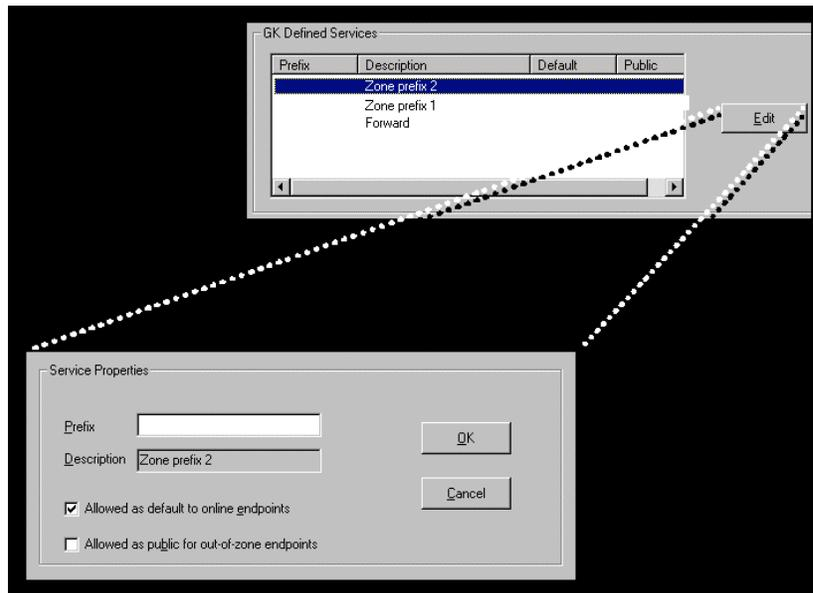 GK Defined Services
Prefix Description Default Public
Zone prefix 2
Zone prefix 1
Forward
Edit
Service Properties
Prefix
OK
Description Zone prefix 2
Cancel
Allowed as default to online endpoints
Allowed as public for out-of-zone endpoints